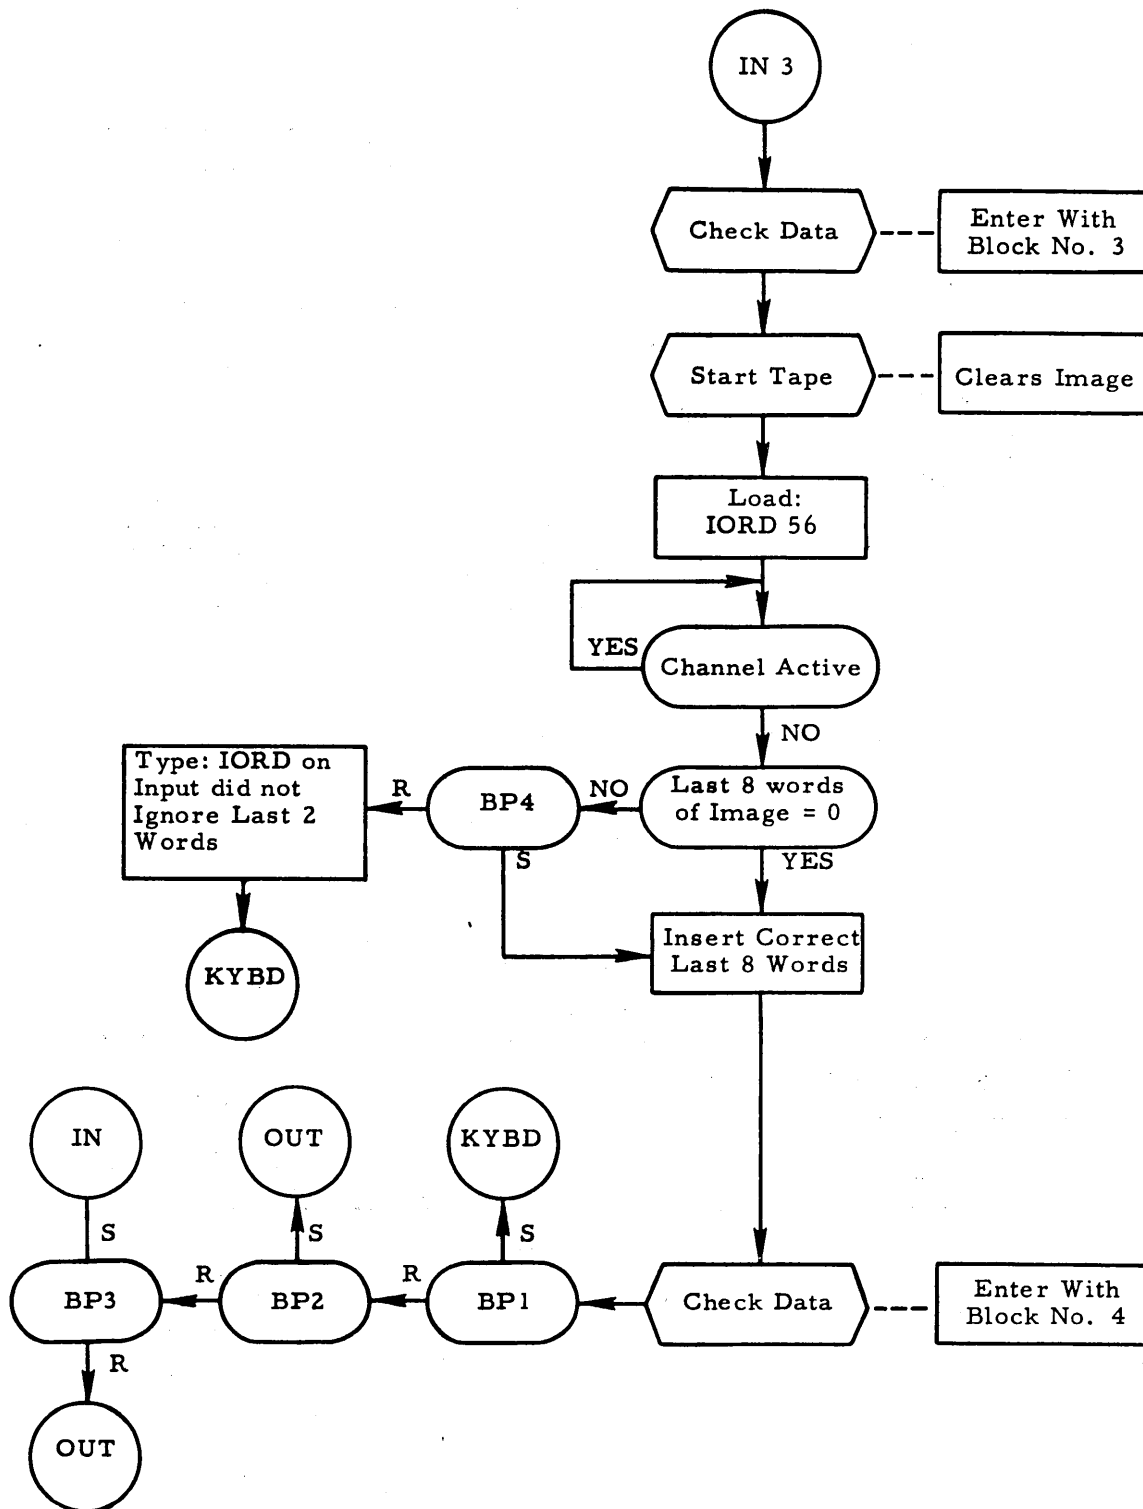 IN 3
Check Data
Enter With
Block No. 3
Start Tape
Clears Image
Load:
IORD 56
YES
Channel Active
NO
Type: IORD on
Input did not
Ignore Last 2
Words
R
BP4
NO
Last 8 words
of Image = 0
S
YES
Insert Correct
Last 8 Words
KYBD
IN
OUT
KYBD
S
S
S
BP3
R
BP2
R
BP1
Check Data
Enter With
Block No. 4
R
OUT